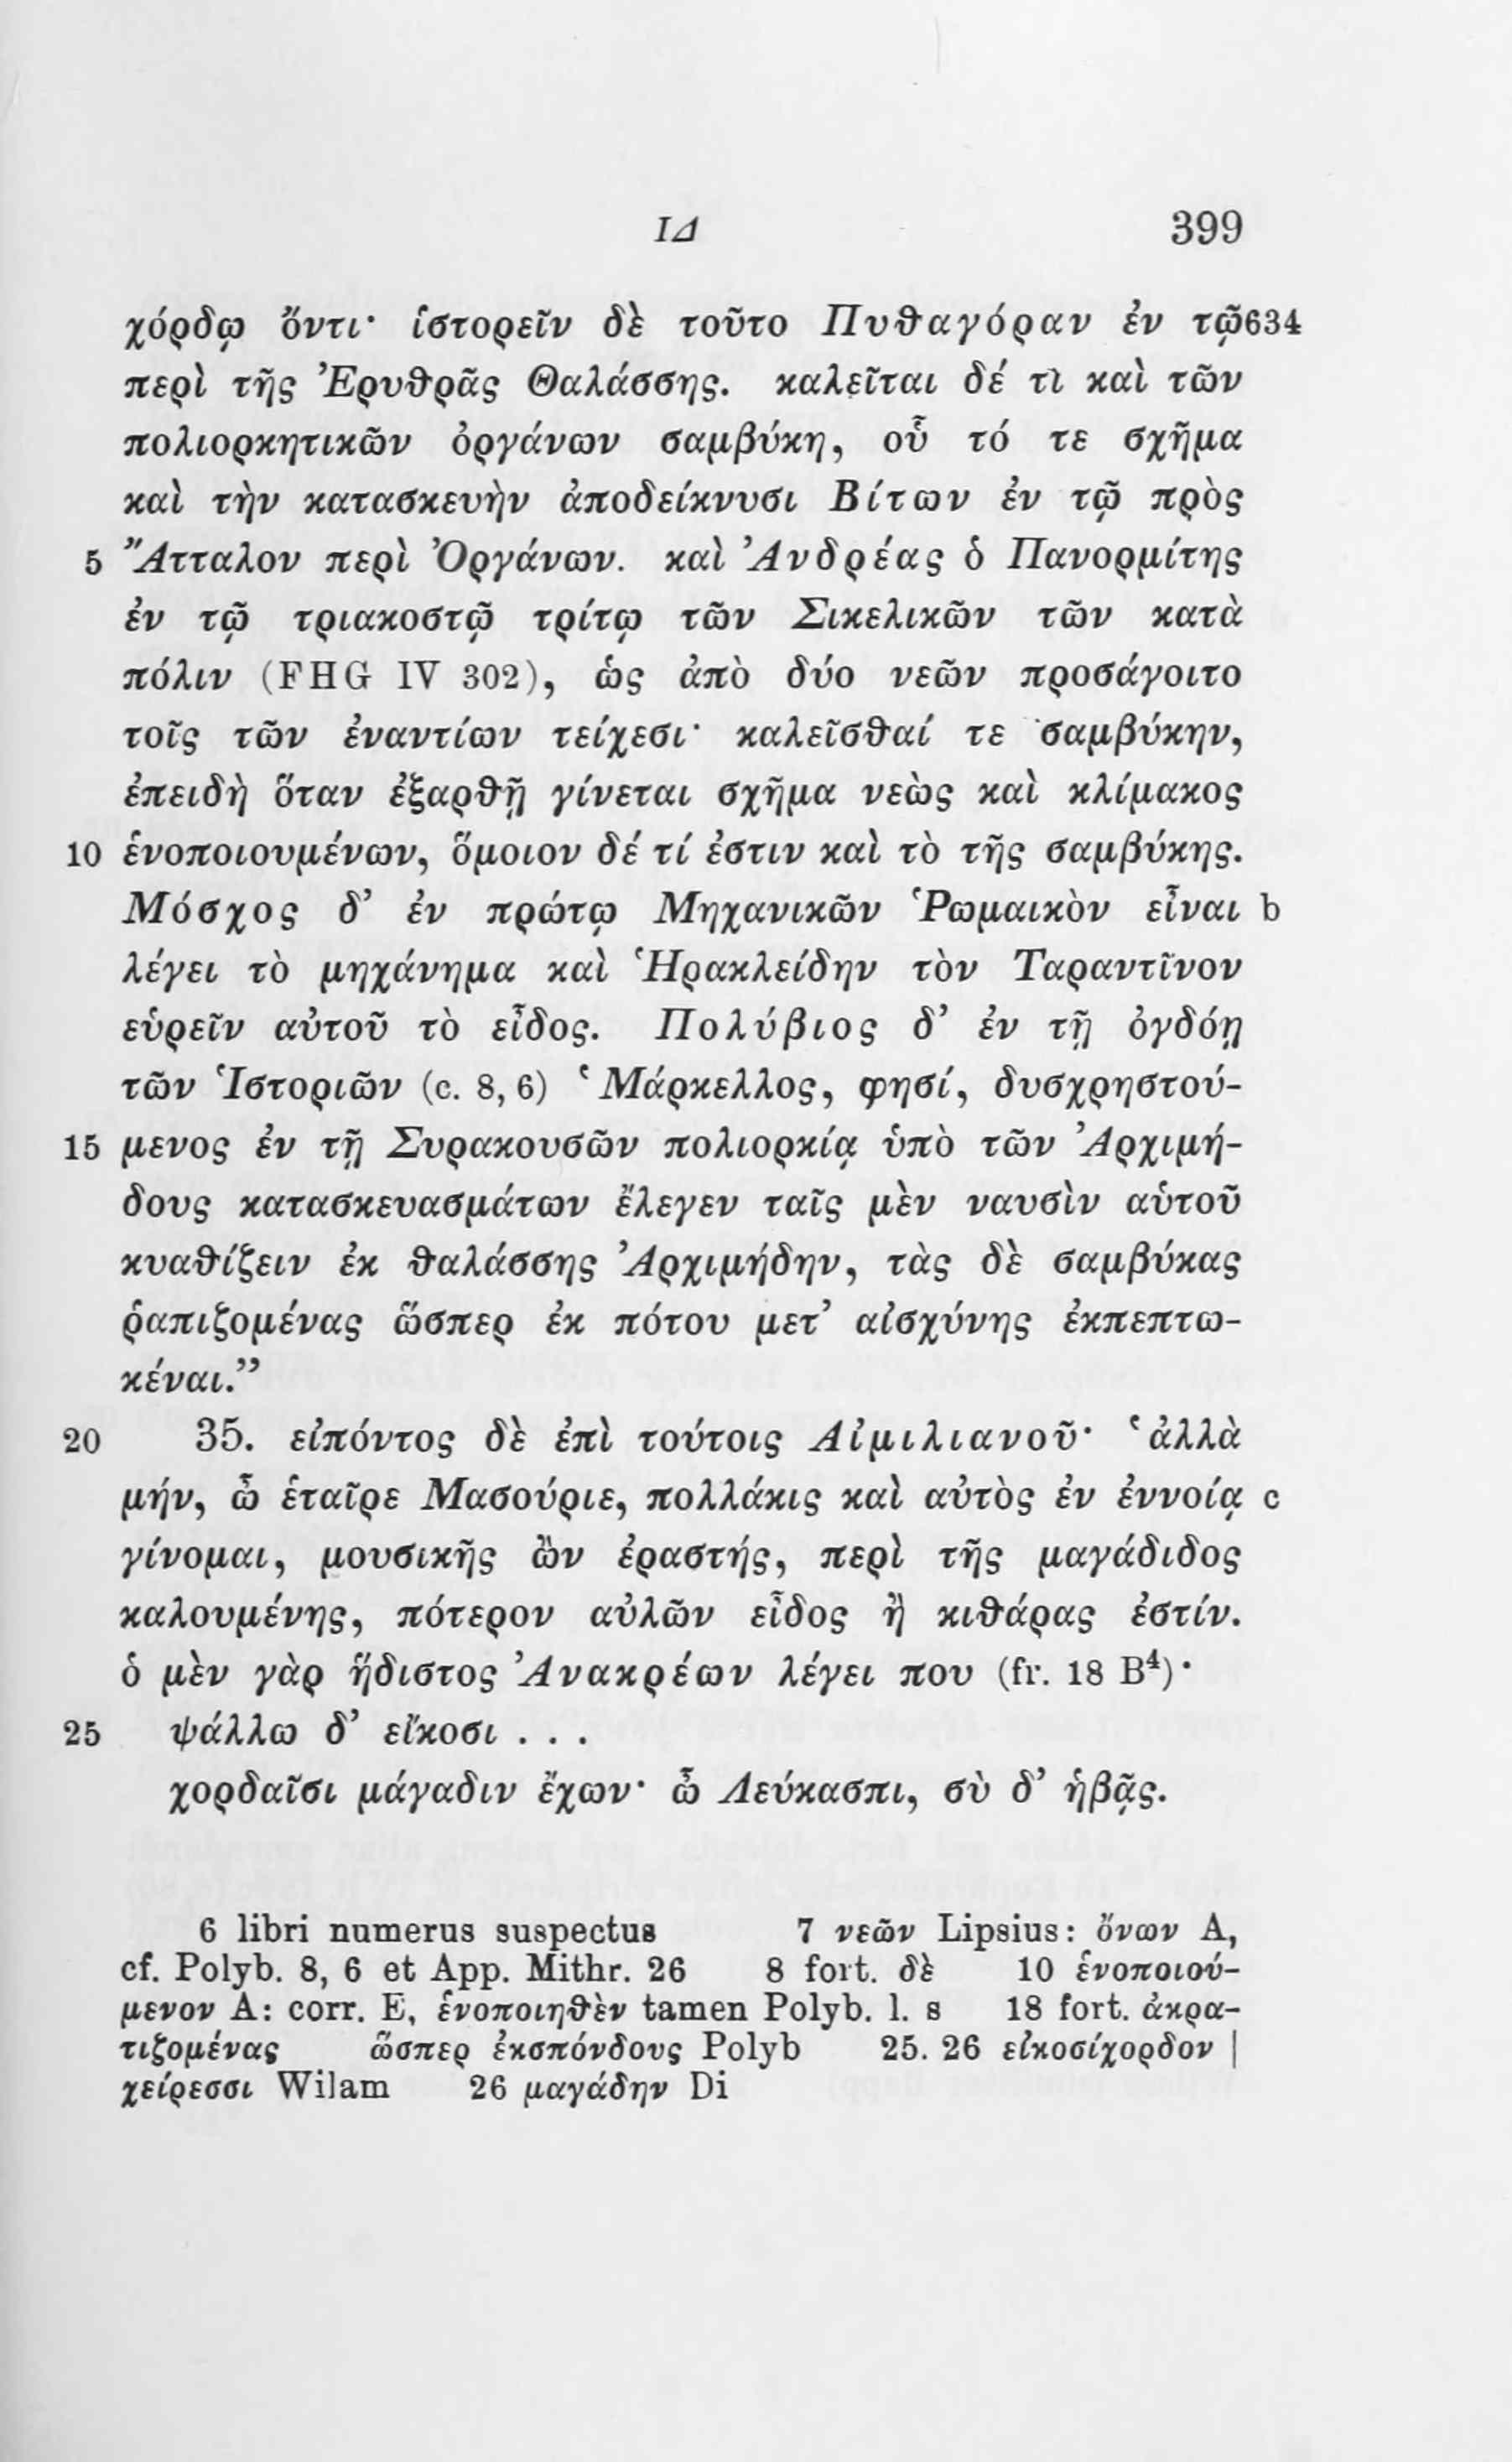 ΙΔ 399
χόρδῳ ὄντι· ἱστορεῖν δὲ τοῦτο Πυθαγόραν ἐν τῷ 634
περὶ τῆς Ἐρυθρᾶς Θαλάσσης. καλεῖται δέ τι καὶ τῶν
πολιορκητικῶν ὀργάνων σαμβύκη, οὗ τό τε σχῆμα
καὶ τὴν κατασκευὴν ἀποδείκνυσι Βίτων ἐν τῷ πρὸς
5 Ἄτταλον περὶ Ὀργάνων. καὶ Ἀνδρέας ὁ Πανορμίτης
ἐν τῷ τριακοστῷ τρίτῳ τῶν Σικελικῶν τῶν κατὰ
πόλιν (FHG IV 302), ὡς ἀπὸ δύο νεῶν προσάγοιτο
τοῖς τῶν ἐναντίων τείχεσι· καλεῖσθαί τε σαμβύκην,
ἐπειδὴ ὅταν ἐξαρθῇ γίνεται σχῆμα νεὼς καὶ κλίμακος
10 ἑνοποιουμένων, ὅμοιον δέ τί ἐστιν καὶ τὸ τῆς σαμβύκης.
Μόσχος δ’ ἐν πρώτῳ Μηχανικῶν Ῥωμαικὸν εἶναι b
λέγει τὸ μηχάνημα καὶ Ἡρακλείδην τὸν Ταραντῖνον
εὑρεῖν αὐτοῦ τὸ εἶδος. Πολύβιος δ’ ἐν τῇ ὀγδόῃ
τῶν Ἱστοριῶν (c. 8, 6) ‘Μάρκελλος, φησί, δυσχρηστού-
15 μενος ἐν τῇ Συρακουσῶν πολιορκίᾳ ὑπὸ τῶν Ἀρχιμή-
δους κατασκευασμάτων ἔλεγεν ταῖς μὲν ναυσὶν αὑτοῦ
κυαθίζειν ἐκ θαλάσσης Ἀρχιμήδην, τὰς δὲ σαμβύκας
ῥαπιζομένας ὥσπερ ἐκ πότου μετ’ αἰσχύνης ἐκπεπτω-
κέναι.’’
20 35. εἰπόντος δὲ ἐπὶ τούτοις Αἰμιλιανοῦ· ‘ἀλλὰ
μήν, ὦ ἑταῖρε Μασούριε, πολλάκις καὶ αὐτὸς ἐν ἐννοίᾳ c
γίνομαι, μουσικῆς ὢν ἐραστής, περὶ τῆς μαγάδιδος
καλουμένης, πότερον αὐλῶν εἶδος ἢ κιθάρας ἐστίν.
ὁ μὲν γὰρ ἥδιστος Ἀνακρέων λέγει που (fr. 18 B⁴)·
25 ψάλλω δ’ εἴκοσι . . .
χορδαῖσι μάγαδιν ἔχων· ὦ Λεύκασπι, σὺ δ’ ἡβᾷς.
6 libri numerus suspectus 7 νεῶν Lipsius: ὄνων A,
cf. Polyb. 8, 6 et App. Mithr. 26 8 fort. δὲ 10 ἑνοποιού-
μενον A: corr. E, ἑνοποιηθὲν tamen Polyb. l. s 18 fort. ἀκρα-
τιζομένας ὥσπερ ἐκσπόνδους Polyb 25. 26 εἰκοσίχορδον |
χείρεσσι Wilam 26 μαγάδην Di